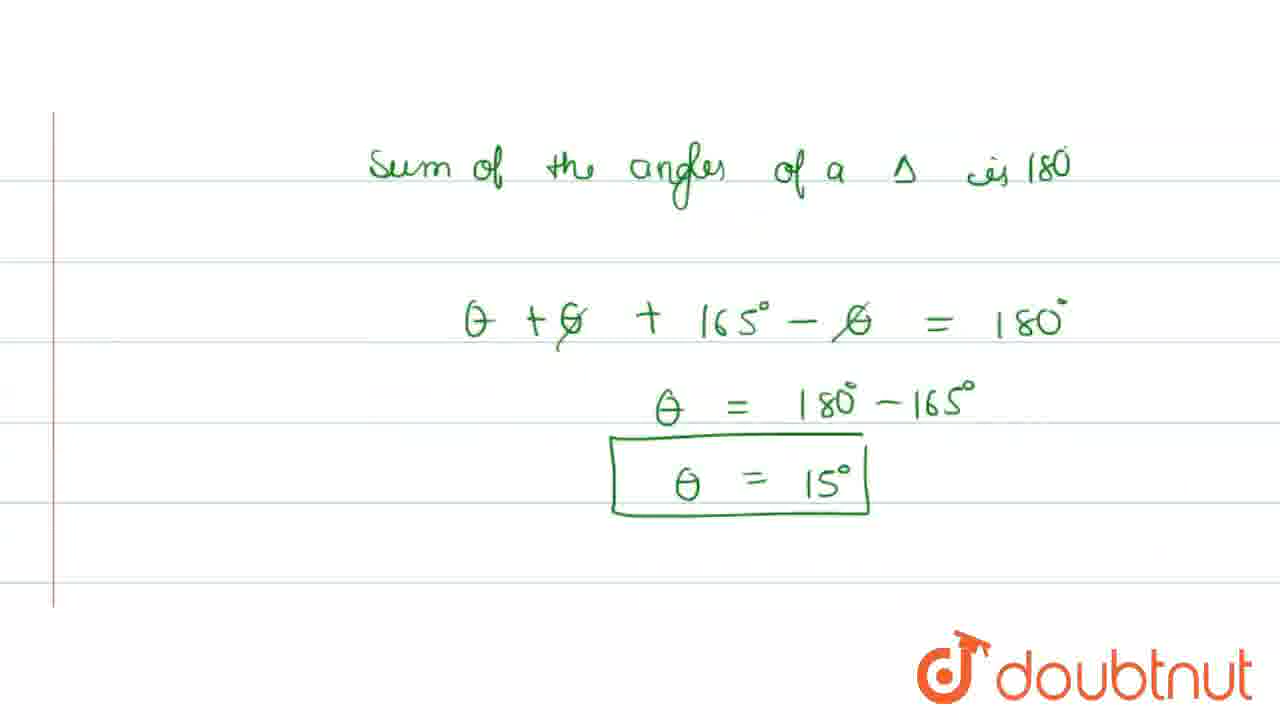 Sum of the angles of a Δ is 180°
θ + θ + 165° - θ = 180°
θ = 180° - 165°
θ = 15°
doubtnut